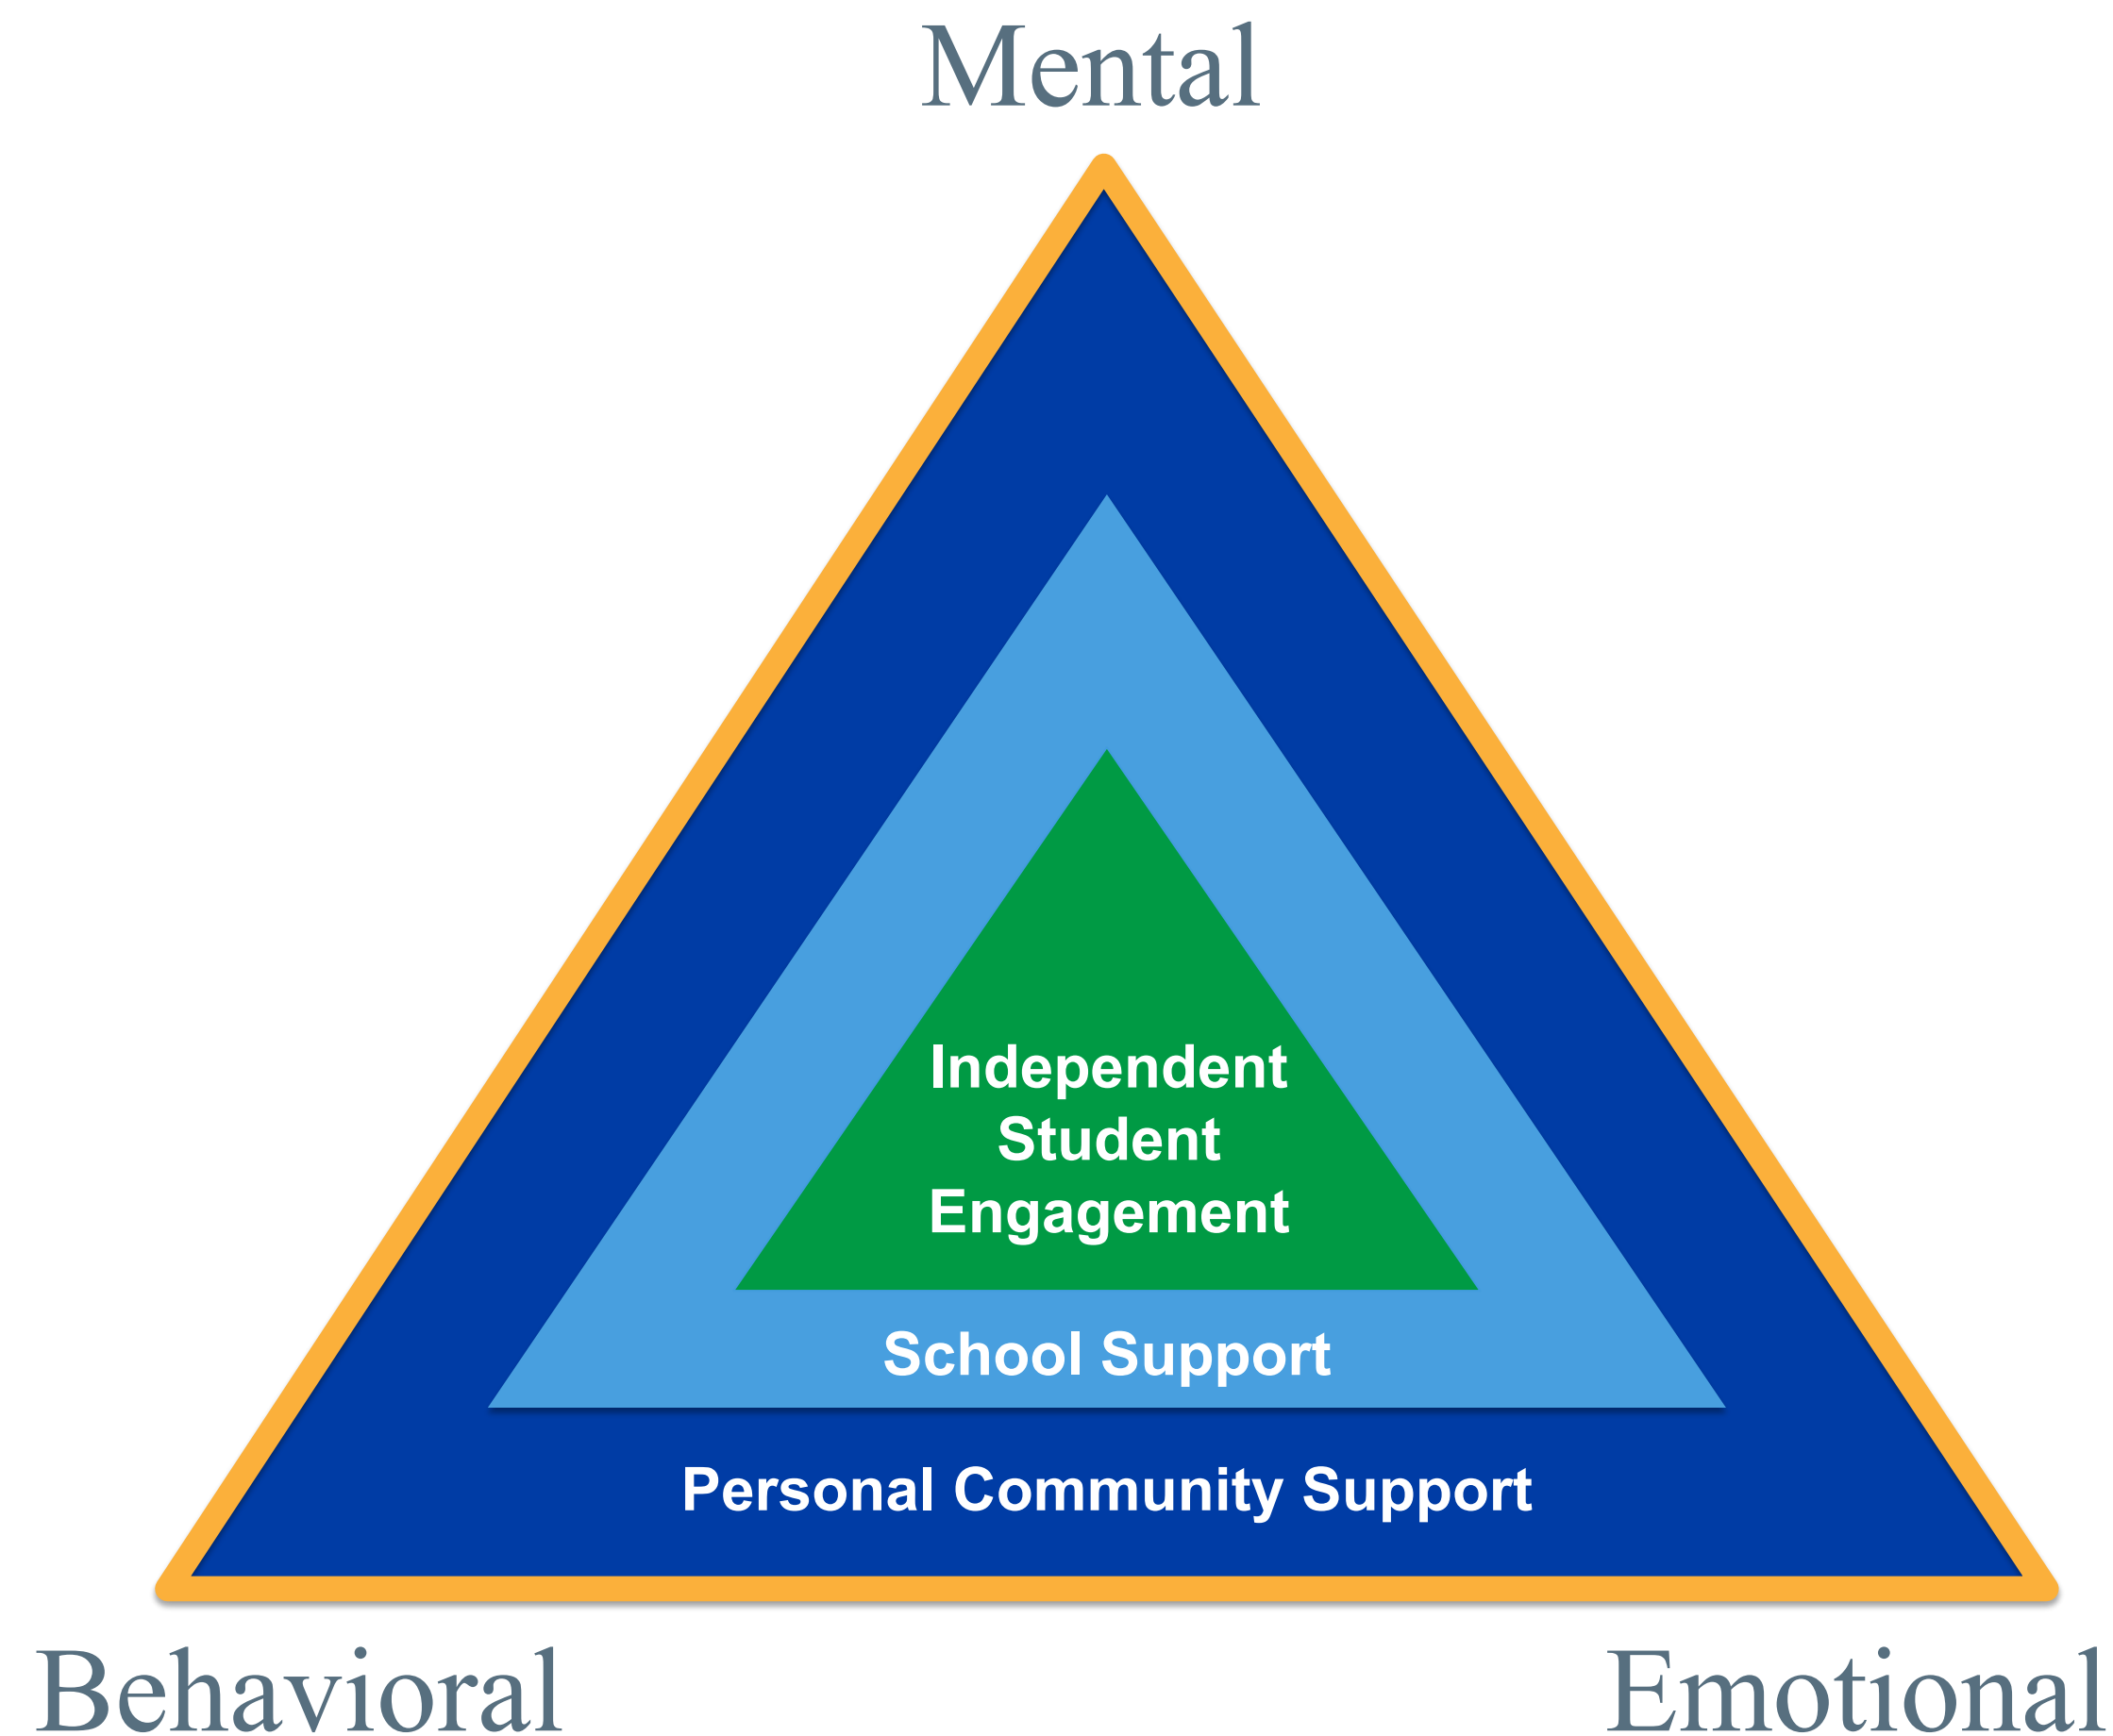 Mental
Independent
Student
Engagement
School Support
Personal Community Support
Behavioral
Emotional